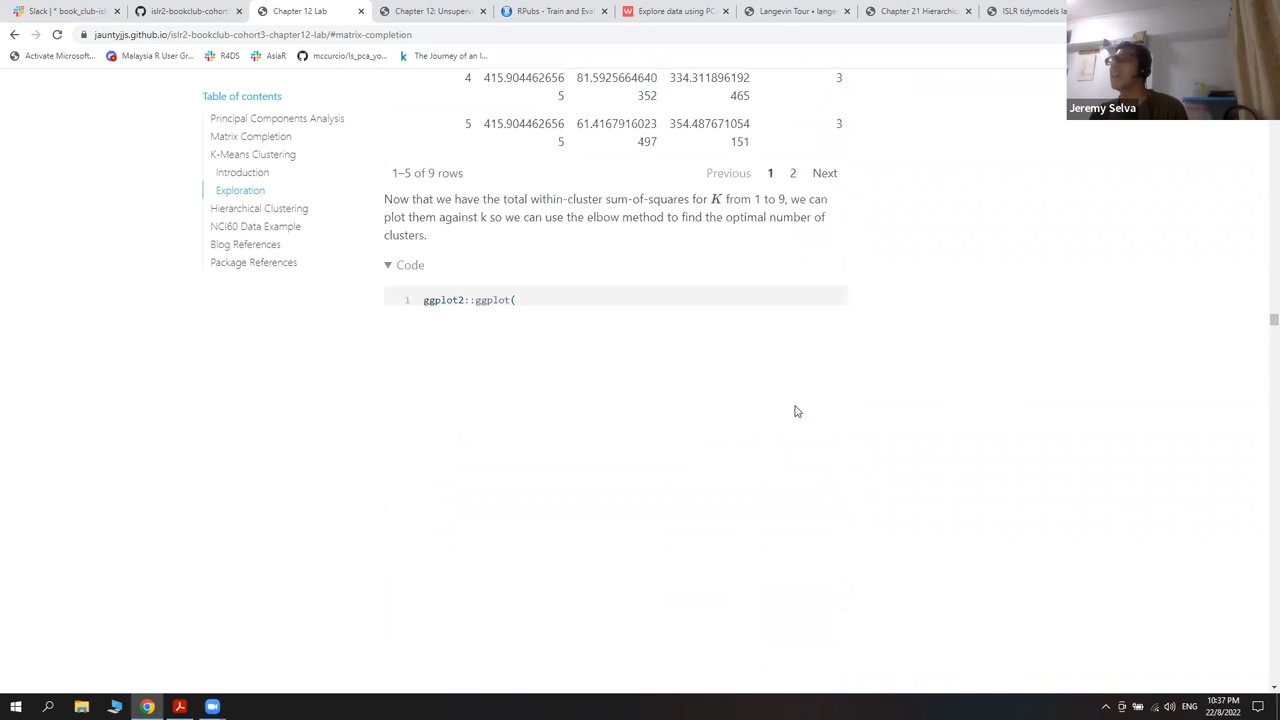 Slack | * book_club-isl
islr2-bookclub-cohort
Chapter 12 Lab
Chapter 12: Unsuperv
RPubs - Train and Eval
Explore data using PC
Langevin Tour • lange
Chapter 21 Hierarchic
ISLR tidymodels la
jauntyjjs.github.io/islr2-bookclub-cohort3-chapter12-lab/#matrix-completion
Activate Microsoft...
Malaysia R User Gr...
R4DS
AsiaR
mccurcio/ls_pca_yo...
The Journey of an I...
Jeremy Selva
Table of contents
Principal Components Analysis
Matrix Completion
K-Means Clustering
Introduction
Exploration
Hierarchical Clustering
NCI60 Data Example
Blog References
Package References
4 415.904462656 81.5925664640 334.311896192 3
5 352 465
5 415.904462656 61.4167916023 354.487671054 3
5 497 151
1–5 of 9 rows
Previous 1 2 Next
Now that we have the total within-cluster sum-of-squares for K from 1 to 9, we can
plot them against k so we can use the elbow method to find the optimal number of
clusters.
Code
1 ggplot2::ggplot(
ENG
10:37 PM
22/8/2022